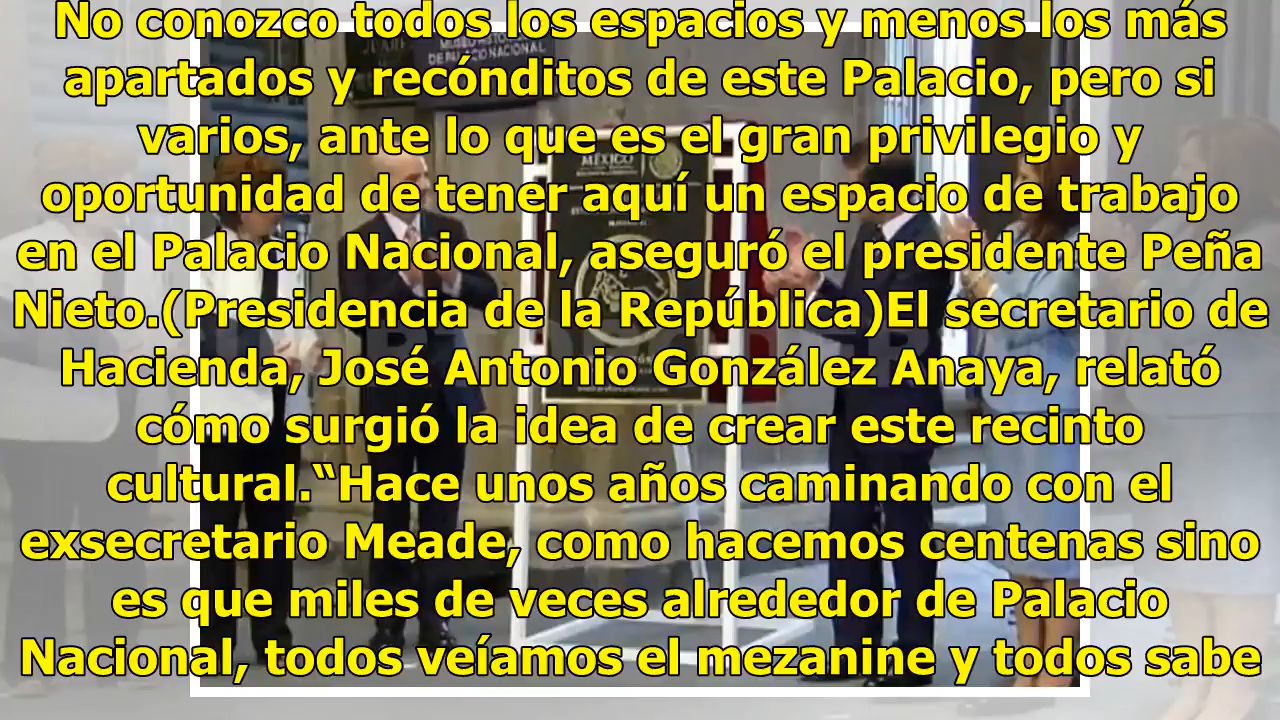 No conozco todos los espacios y menos los más
apartados y recónditos de este Palacio, pero si
varios, ante lo que es el gran privilegio y
oportunidad de tener aquí un espacio de trabajo
en el Palacio Nacional, aseguró el presidente Peña
Nieto.(Presidencia de la República)El secretario de
Hacienda, José Antonio González Anaya, relató
cómo surgió la idea de crear este recinto
cultural.“Hace unos años caminando con el
exsecretario Meade, como hacemos centenas sino
es que miles de veces alrededor de Palacio
Nacional, todos veíamos el mezanine y todos sabe
MÉXICO